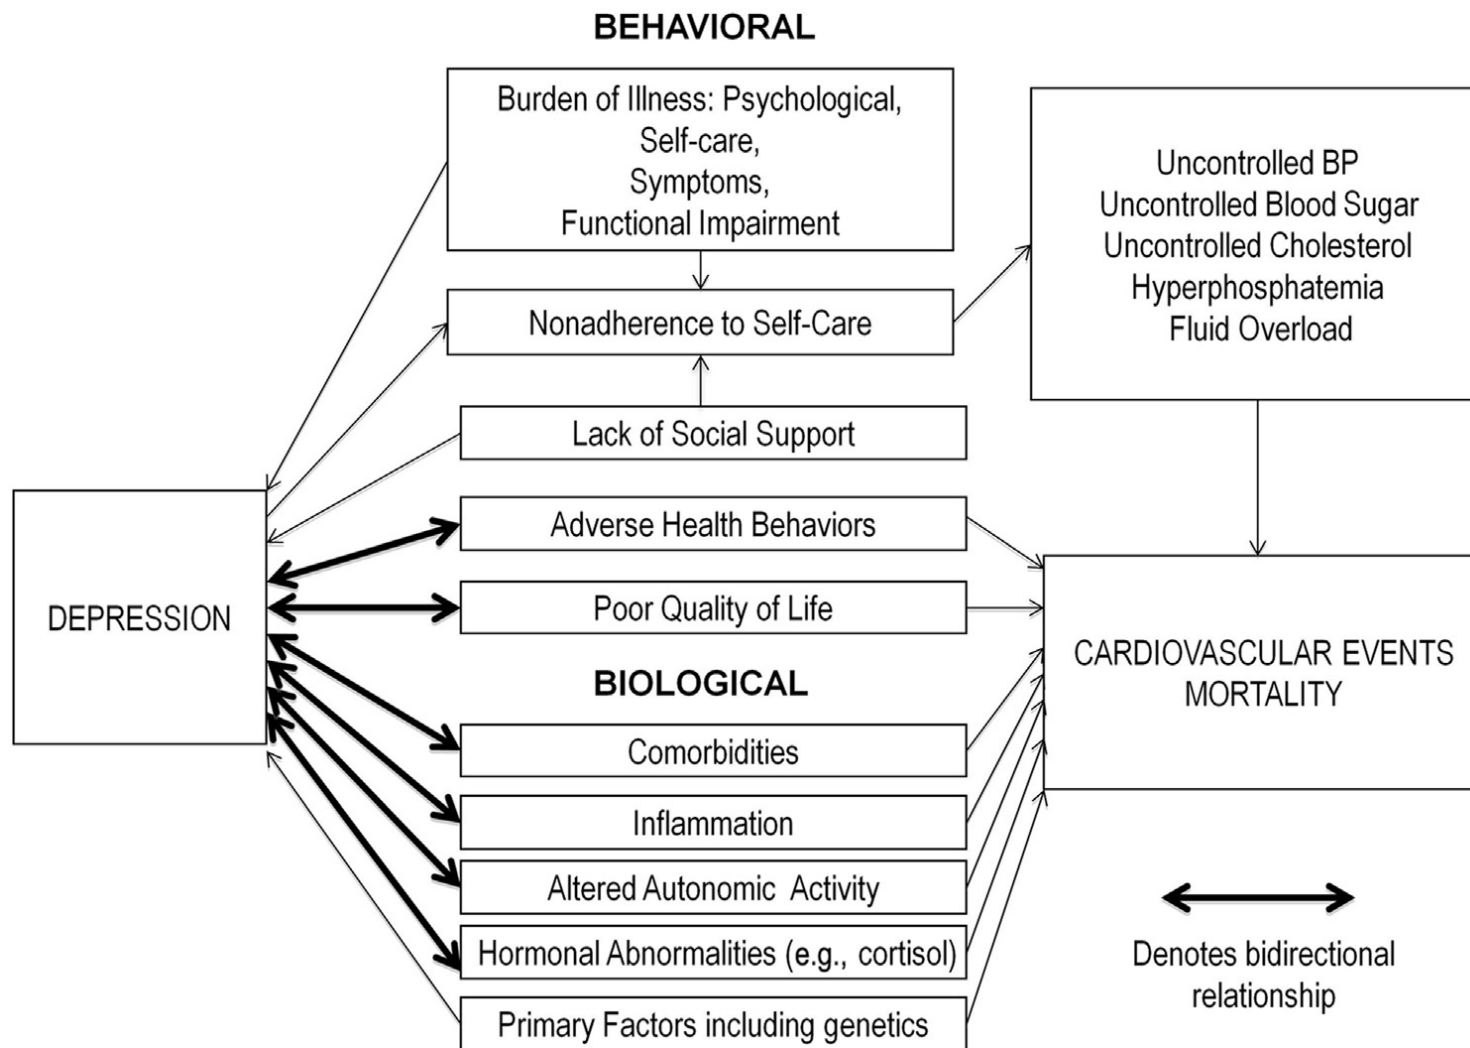 BEHAVIORAL
Burden of Illness: Psychological,
Self-care,
Symptoms,
Functional Impairment
Uncontrolled BP
Uncontrolled Blood Sugar
Uncontrolled Cholesterol
Hyperphosphatemia
Fluid Overload
Nonadherence to Self-Care
Lack of Social Support
Adverse Health Behaviors
DEPRESSION
Poor Quality of Life
CARDIOVASCULAR EVENTS
MORTALITY
BIOLOGICAL
Comorbidities
Inflammation
Altered Autonomic Activity
Hormonal Abnormalities (e.g., cortisol)
Primary Factors including genetics
Denotes bidirectional
relationship